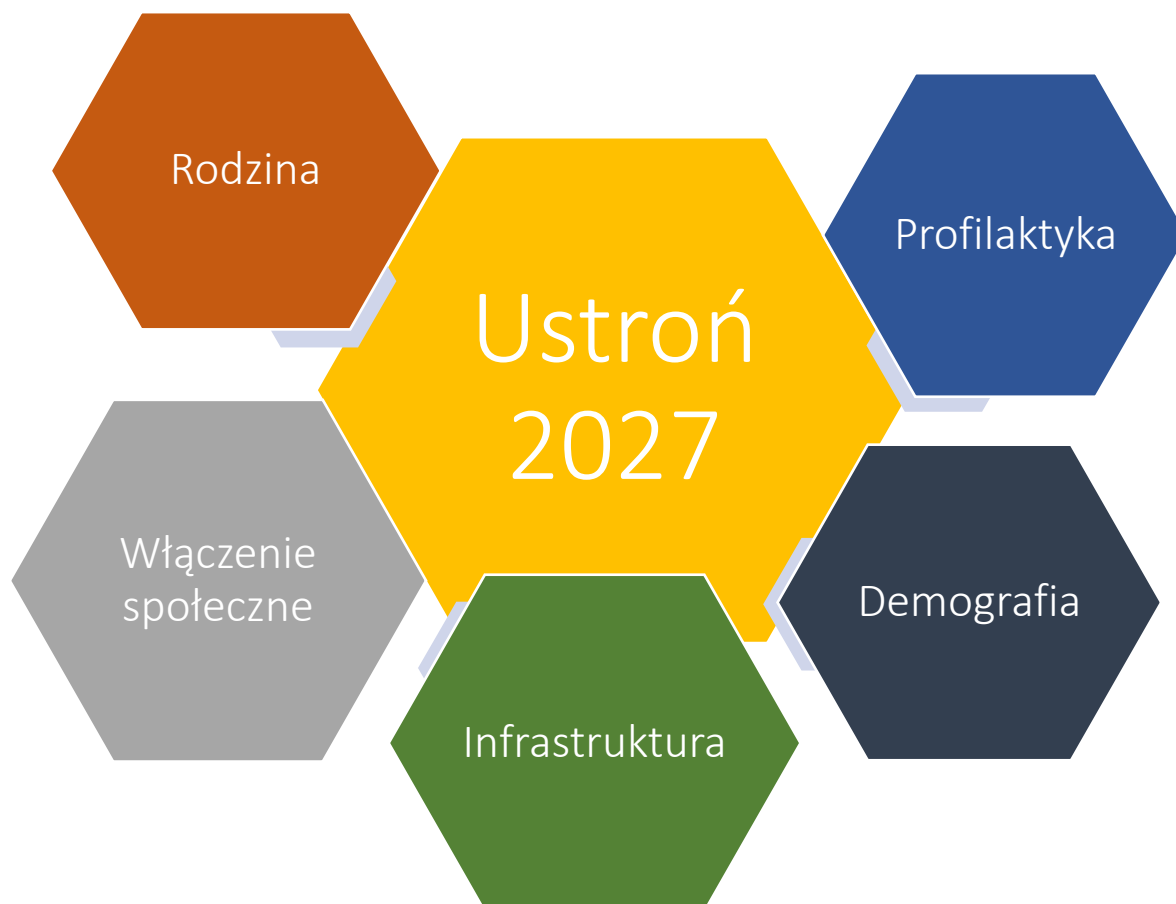 Rodzina
Profilaktyka
Ustroń
2027
Włączenie
społeczne
Demografia
Infrastruktura